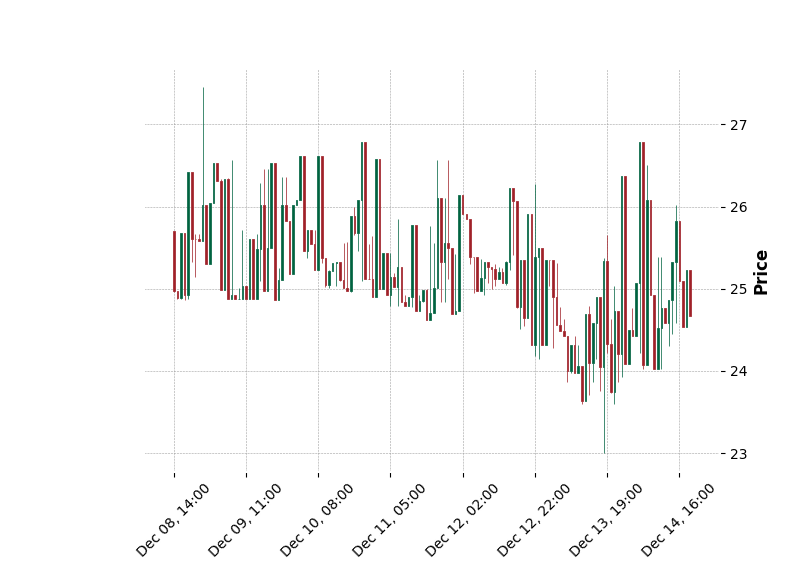 27
26
25
24
23
Price
Dec 08, 14:00
Dec 09, 11:00
Dec 10, 08:00
Dec 11, 05:00
Dec 12, 02:00
Dec 12, 22:00
Dec 13, 19:00
Dec 14, 16:00